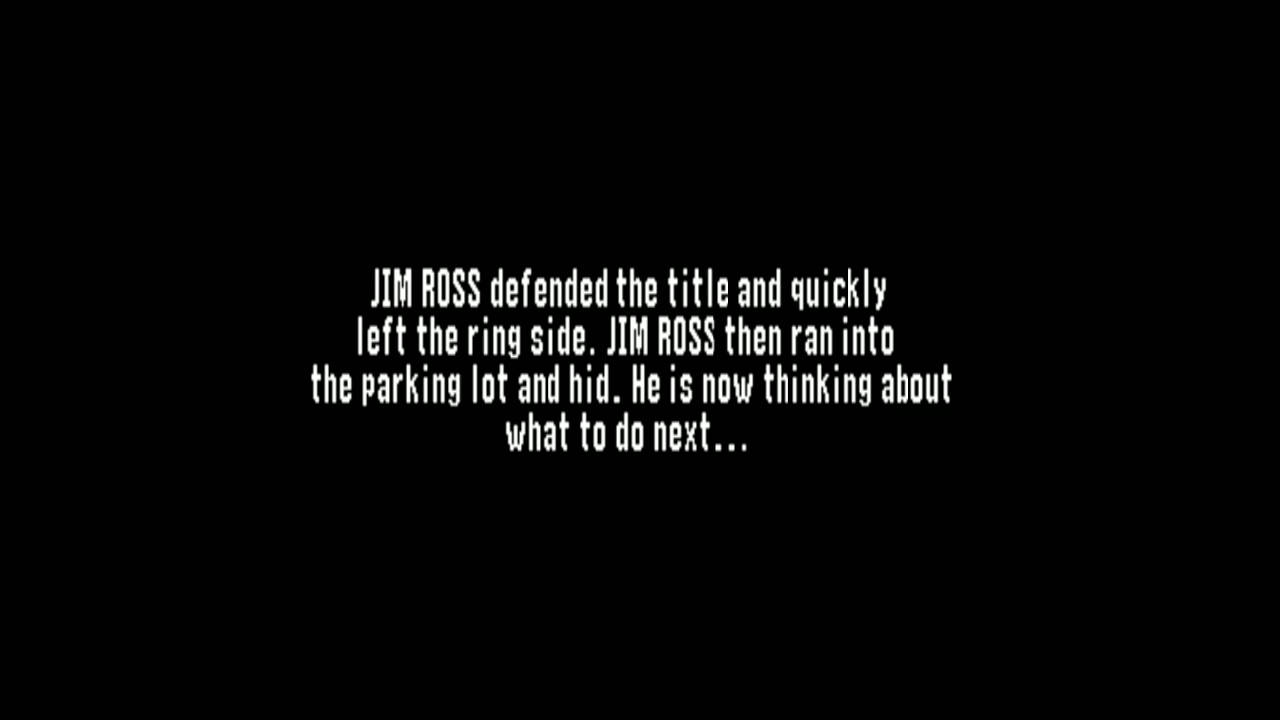 JIM ROSS defended the title and quickly
left the ring side. JIM ROSS then ran into
the parking lot and hid. He is now thinking about
what to do next...